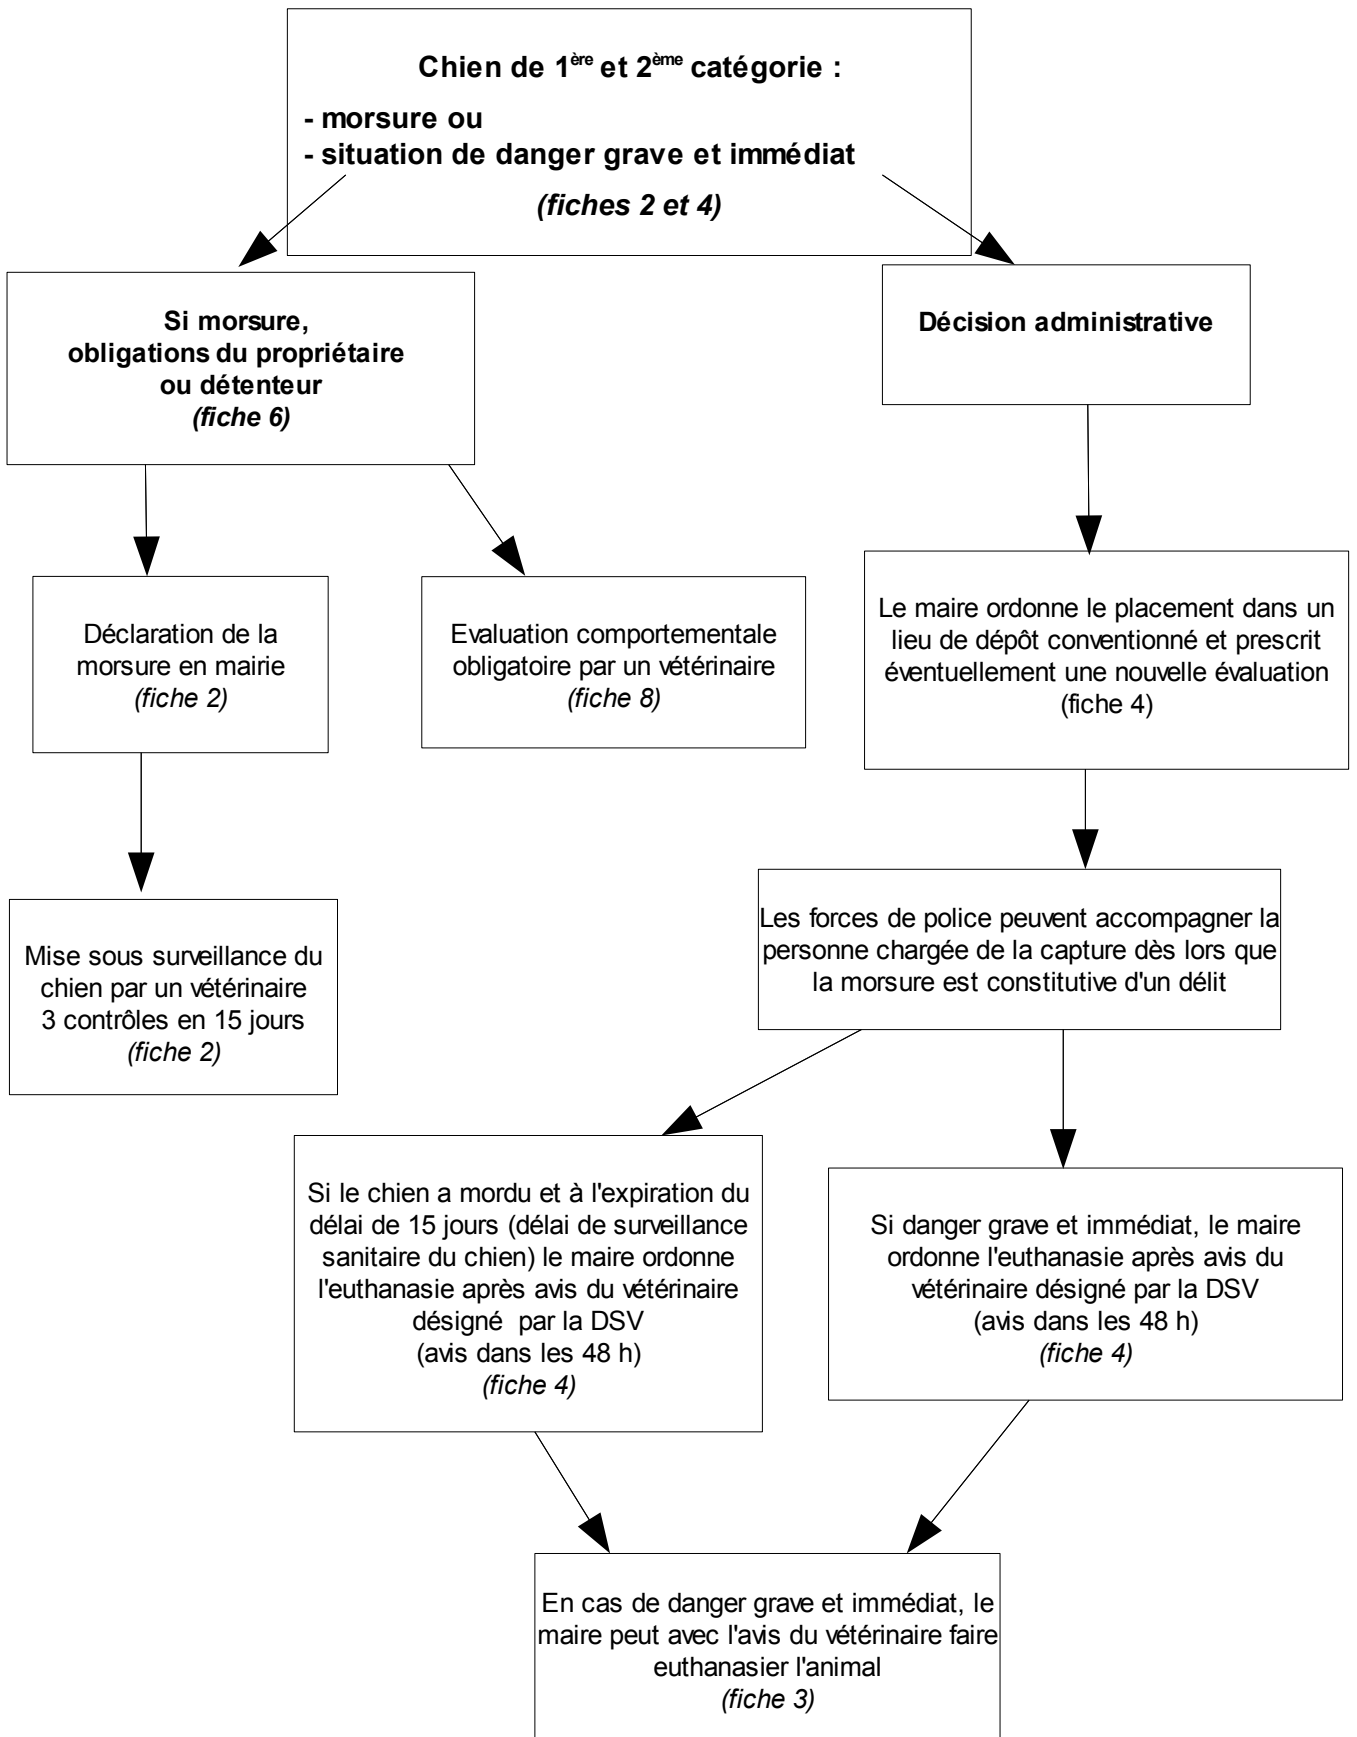 Chien de 1ère et 2ème catégorie :
- morsure ou
- situation de danger grave et immédiat
(fiches 2 et 4)
Si morsure,
obligations du propriétaire
ou détenteur
(fiche 6)
Décision administrative
Déclaration de la
morsure en mairie
(fiche 2)
Evaluation comportementale
obligatoire par un vétérinaire
(fiche 8)
Le maire ordonne le placement dans un
lieu de dépôt conventionné et prescrit
éventuellement une nouvelle évaluation
(fiche 4)
Mise sous surveillance du
chien par un vétérinaire
3 contrôles en 15 jours
(fiche 2)
Les forces de police peuvent accompagner la
personne chargée de la capture dès lors que
la morsure est constitutive d'un délit
Si le chien a mordu et à l'expiration du
délai de 15 jours (délai de surveillance
sanitaire du chien) le maire ordonne
l'euthanasie après avis du vétérinaire
désigné par la DSV
(avis dans les 48 h)
(fiche 4)
Si danger grave et immédiat, le maire
ordonne l'euthanasie après avis du
vétérinaire désigné par la DSV
(avis dans les 48 h)
(fiche 4)
En cas de danger grave et immédiat, le
maire peut avec l'avis du vétérinaire faire
euthanasier l'animal
(fiche 3)